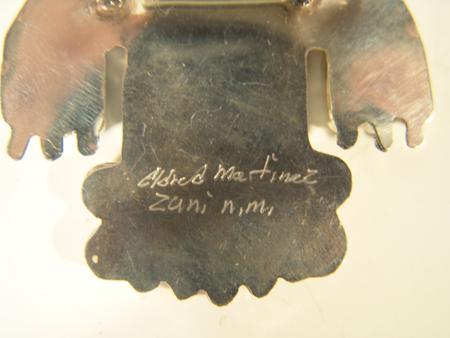 Eldred Martinez
Zuni n.m.